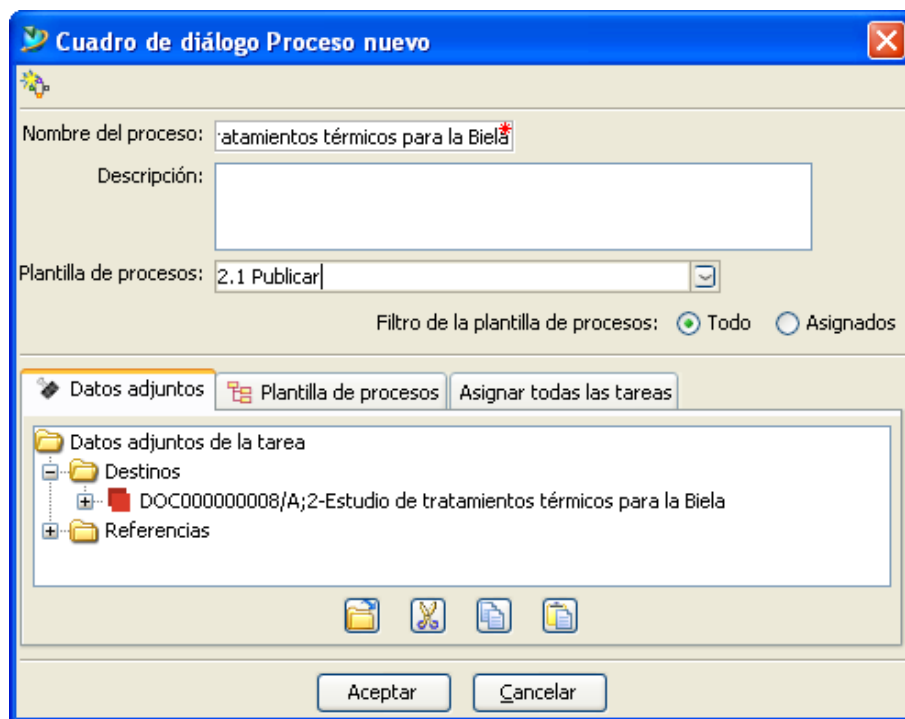 Cuadro de diálogo Proceso nuevo
Nombre del proceso: ratamientos térmicos para la Biela*
Descripción:
Plantilla de procesos: 2.1 Publicar
Filtro de la plantilla de procesos: Todo Asignados
Datos adjuntos Plantilla de procesos Asignar todas las tareas
Datos adjuntos de la tarea
Destinos
DOC000000008/A;2-Estudio de tratamientos térmicos para la Biela
Referencias
Aceptar Cancelar